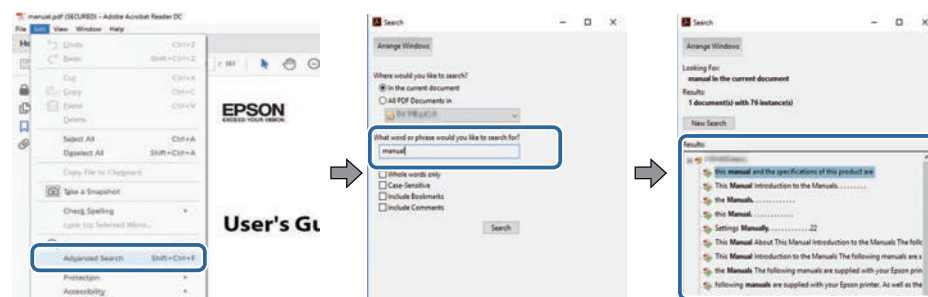 manual.pdf (SECURED) - Adobe Acrobat Reader DC
File Edit View Window Help
Undo Ctrl+Z
Redo Shift+Ctrl+Z
Cut Ctrl+X
Copy Ctrl+C
Paste Ctrl+V
Delete
Select All Ctrl+A
Deselect All Shift+Ctrl+A
Copy File to Clipboard
Take a Snapshot
Check Spelling
Look Up Selected Word...
Advanced Search Shift+Ctrl+F
Protection
Accessibility
EPSON
EXCEED YOUR VISION
User's Gu
Search
Arrange Windows
Where would you like to search?
In the current document
All PDF Documents in
What word or phrase would you like to search for?
manual
Whole words only
Case-Sensitive
Include Bookmarks
Include Comments
Search
Search
Arrange Windows
Looking For:
manual in the current document
Results:
1 document(s) with 76 instance(s)
New Search
Results:
this manual and the specifications of this product are
This Manual Introduction to the Manuals.........
the Manuals............
this Manual............
Settings Manually............22
This Manual About This Manual Introduction to the Manuals The follo
This Manual Introduction to the Manuals The following manuals are s
the Manuals The following manuals are supplied with your Epson prin
following manuals are supplied with your Epson printer. As well as the